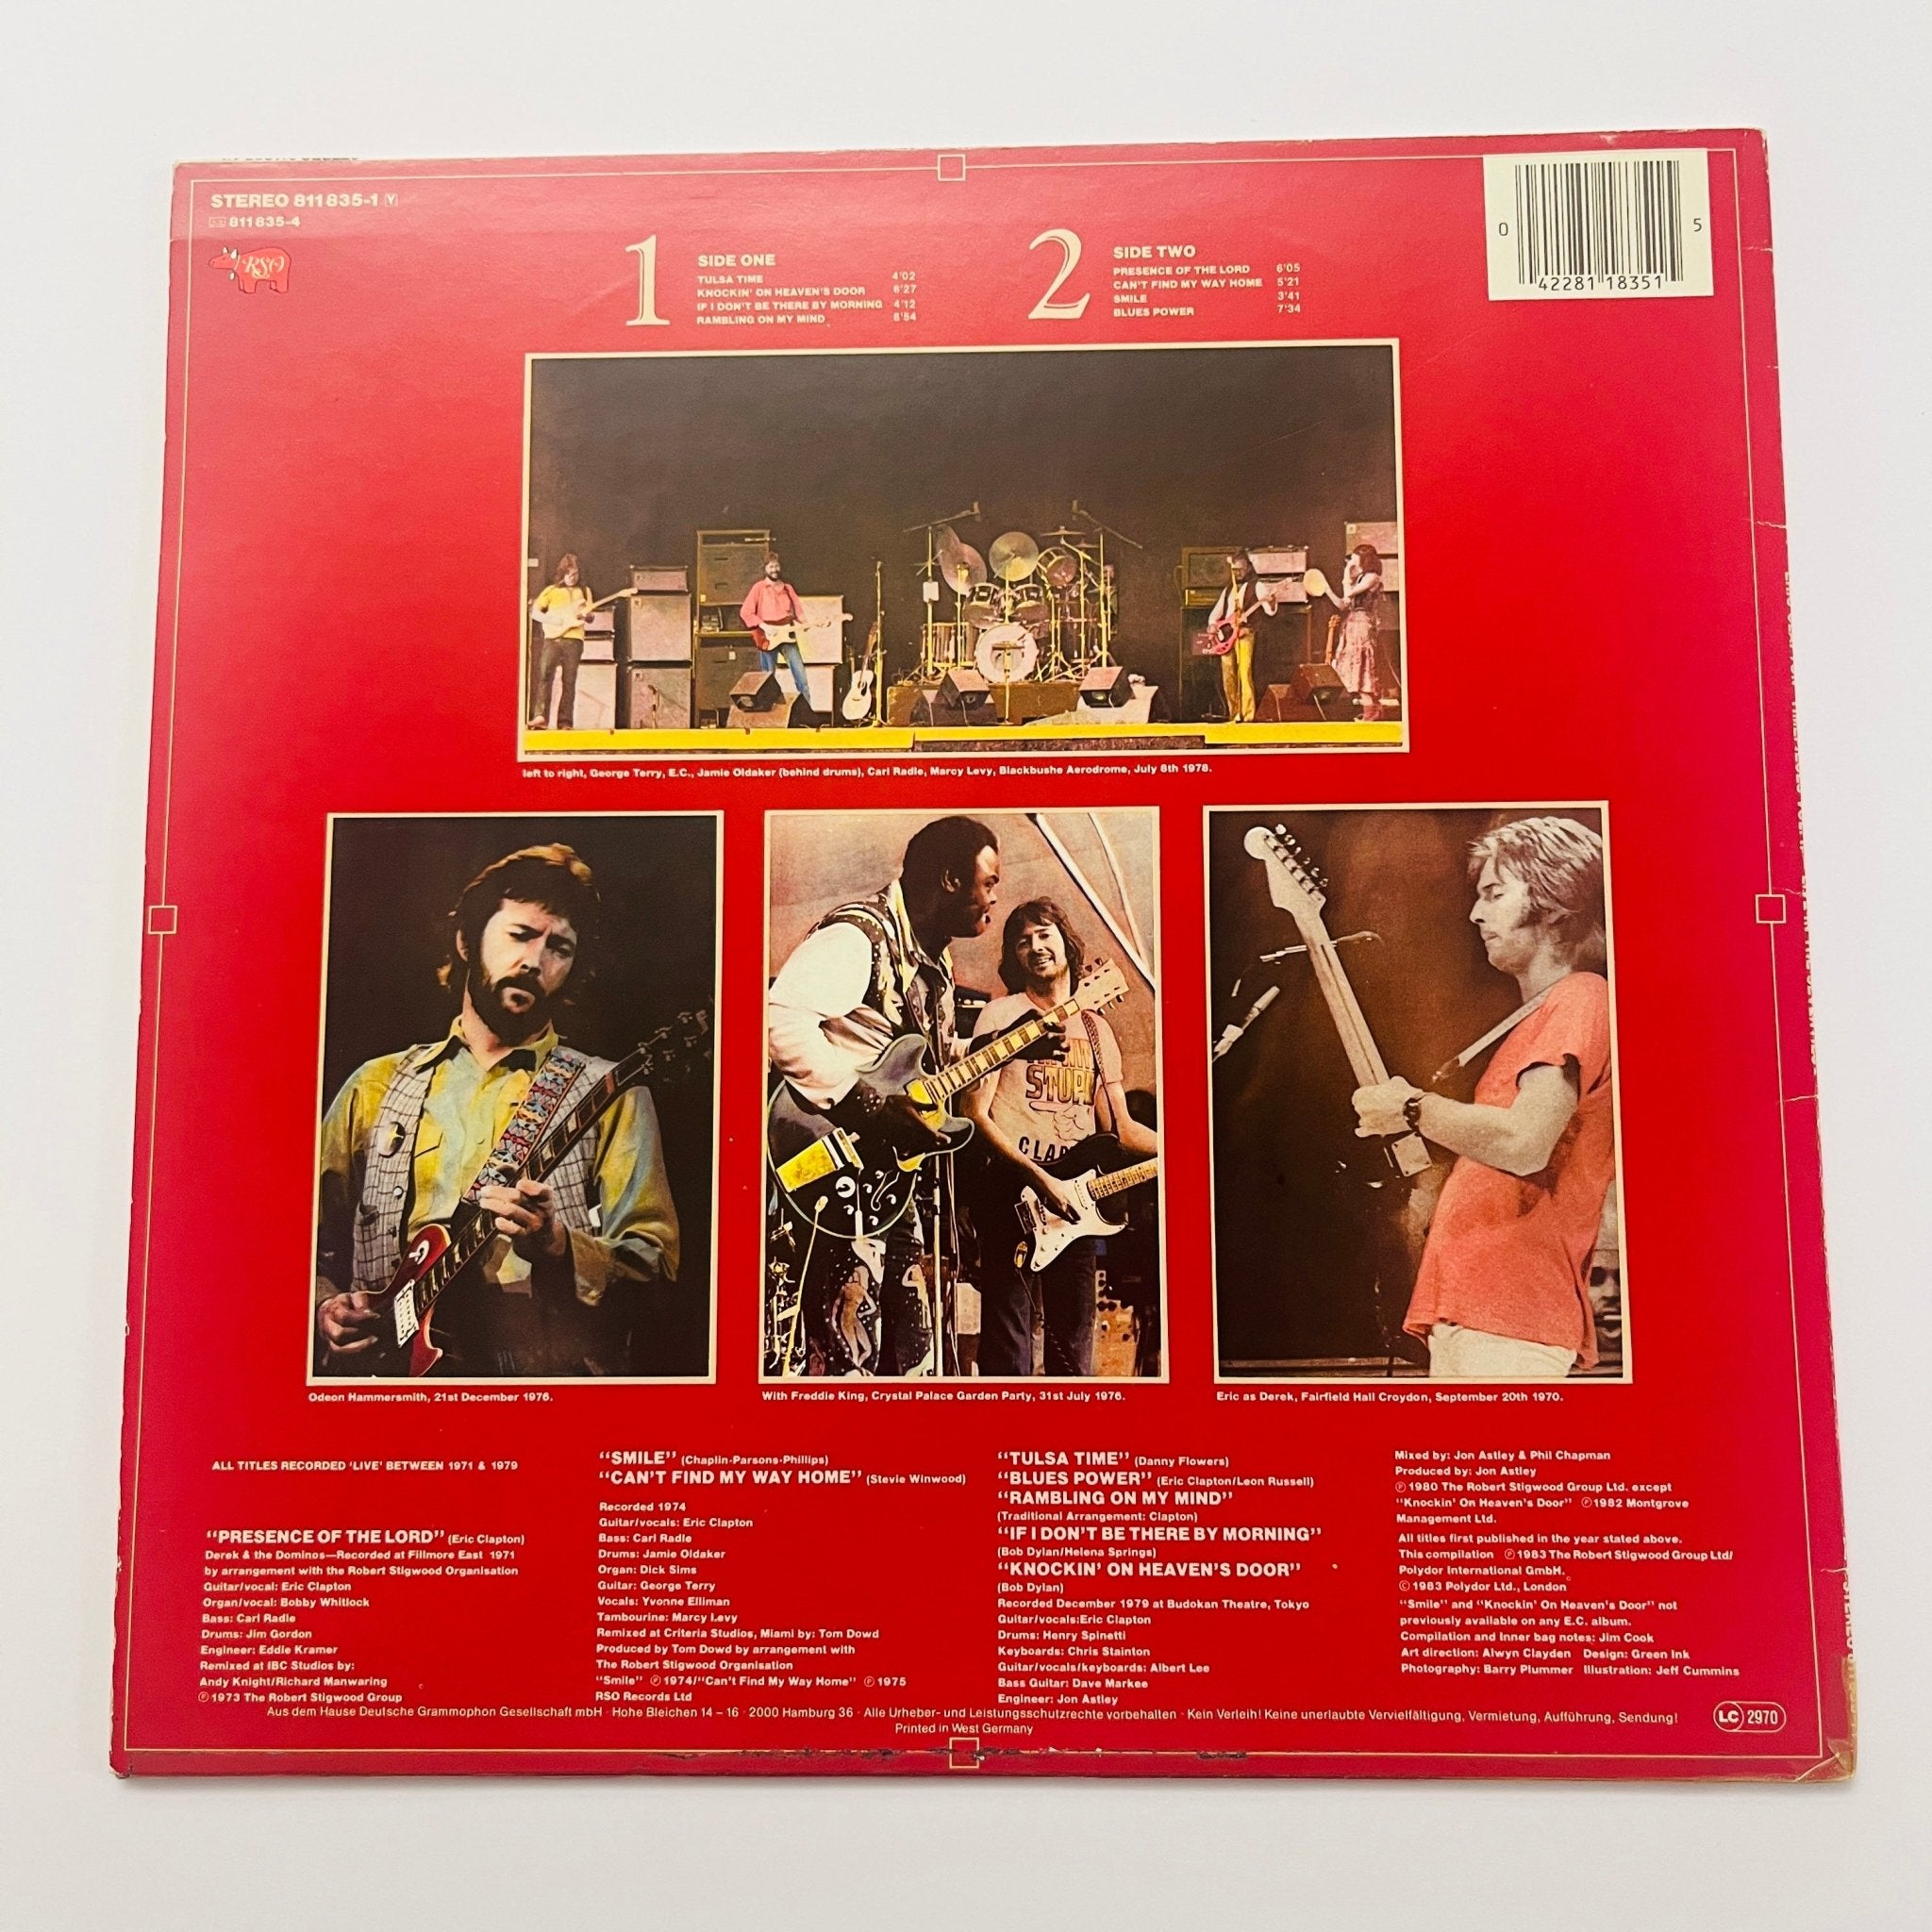 STEREO 811 835-1 Y
811 835-4
RSO
1
SIDE ONE
TULSA TIME 4'02
KNOCKIN' ON HEAVEN'S DOOR 6'27
IF I DON'T BE THERE BY MORNING 4'12
RAMBLING ON MY MIND 8'54
2
SIDE TWO
PRESENCE OF THE LORD 6'05
CAN'T FIND MY WAY HOME 5'21
SMILE 3'41
BLUES POWER 7'34
0 42281 18351 5
left to right, George Terry, E.C., Jamie Oldaker (behind drums), Carl Radle, Marcy Levy, Blackbushe Aerodrome, July 8th 1978.
STUP
CLAP
Odeon Hammersmith, 21st December 1976.
With Freddie King, Crystal Palace Garden Party, 31st July 1976.
Eric as Derek, Fairfield Hall Croydon, September 20th 1970.
ALL TITLES RECORDED 'LIVE' BETWEEN 1971 & 1979
"PRESENCE OF THE LORD" (Eric Clapton)
Derek & the Dominos—Recorded at Fillmore East 1971
by arrangement with the Robert Stigwood Organisation
Guitar/vocal: Eric Clapton
Organ/vocal: Bobby Whitlock
Bass: Carl Radle
Drums: Jim Gordon
Engineer: Eddie Kramer
Remixed at IBC Studios by:
Andy Knight/Richard Manwaring
℗ 1973 The Robert Stigwood Group
"SMILE" (Chaplin-Parsons-Phillips)
"CAN'T FIND MY WAY HOME" (Stevie Winwood)
Recorded 1974
Guitar/vocals: Eric Clapton
Bass: Carl Radle
Drums: Jamie Oldaker
Organ: Dick Sims
Guitar: George Terry
Vocals: Yvonne Elliman
Tambourine: Marcy Levy
Remixed at Criteria Studios, Miami by: Tom Dowd
Produced by Tom Dowd by arrangement with
The Robert Stigwood Organisation
"Smile" ℗ 1974/"Can't Find My Way Home" ℗ 1975
RSO Records Ltd
"TULSA TIME" (Danny Flowers)
"BLUES POWER" (Eric Clapton/Leon Russell)
"RAMBLING ON MY MIND"
(Traditional Arrangement: Clapton)
"IF I DON'T BE THERE BY MORNING"
(Bob Dylan/Helena Springs)
"KNOCKIN' ON HEAVEN'S DOOR"
(Bob Dylan)
Recorded December 1979 at Budokan Theatre, Tokyo
Guitar/vocals:Eric Clapton
Drums: Henry Spinetti
Keyboards: Chris Stainton
Guitar/vocals/keyboards: Albert Lee
Bass Guitar: Dave Markee
Engineer: Jon Astley
Mixed by: Jon Astley & Phil Chapman
Produced by: Jon Astley
℗ 1980 The Robert Stigwood Group Ltd. except
"Knockin' On Heaven's Door" ℗ 1982 Montgrove
Management Ltd.
All titles first published in the year stated above.
This compilation ℗ 1983 The Robert Stigwood Group Ltd/
Polydor International GmbH.
© 1983 Polydor Ltd., London
"Smile" and "Knockin' On Heaven's Door" not
previously available on any E.C. album.
Compilation and Inner bag notes: Jim Cook
Art direction: Alwyn Clayden Design: Green Ink
Photography: Barry Plummer Illustration: Jeff Cummins
Aus dem Hause Deutsche Grammophon Gesellschaft mbH · Hohe Bleichen 14 – 16 · 2000 Hamburg 36 · Alle Urheber- und Leistungsschutzrechte vorbehalten · Kein Verleih! Keine unerlaubte Vervielfältigung, Vermietung, Aufführung, Sendung!
Printed in West Germany
LC 2970